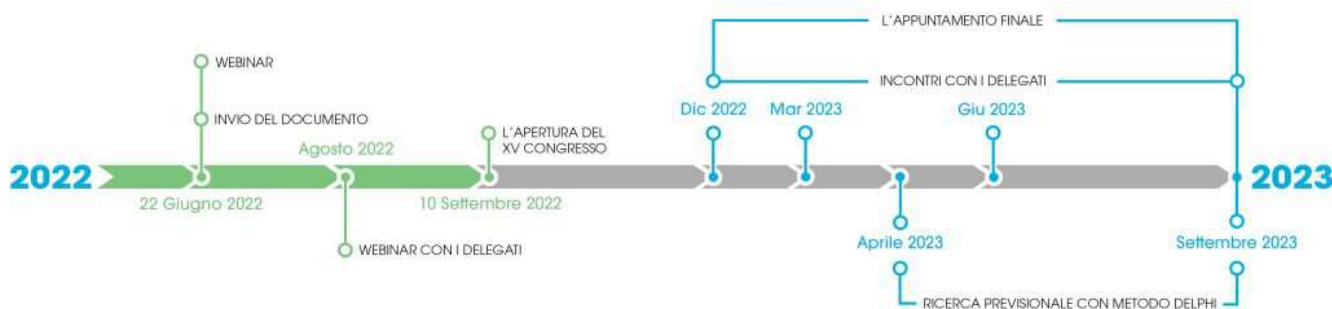 L'APPUNTAMENTO FINALE
WEBINAR
INCONTRI CON I DELEGATI
Dic 2022
Mar 2023
Giu 2023
INVIO DEL DOCUMENTO
Agosto 2022
L'APERTURA DEL
XV CONGRESSO
2022
2023
22 Giugno 2022
10 Settembre 2022
WEBINAR CON I DELEGATI
Aprile 2023
Settembre 2023
RICERCA PREVISIONALE CON METODO DELPHI